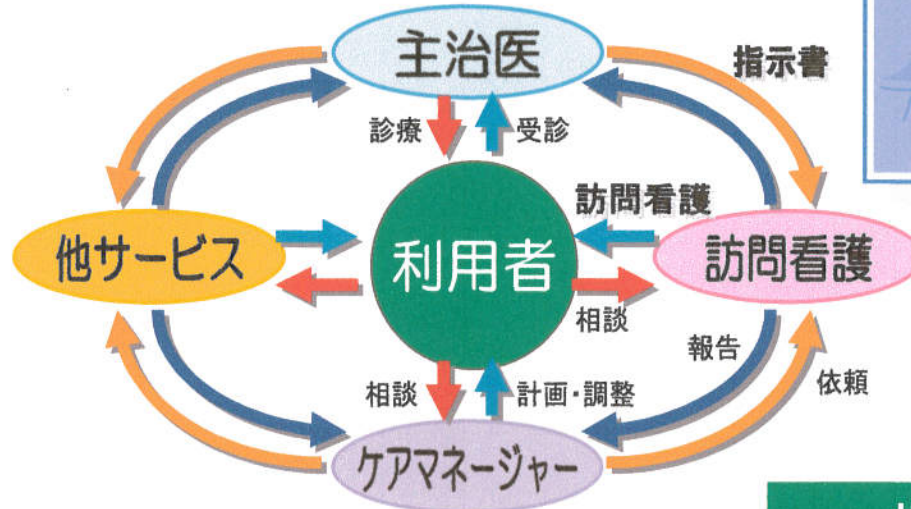 主治医
指示書
診療
受診
訪問看護
他サービス
利用者
訪問看護
相談
報告
依頼
相談
計画・調整
ケアマネージャー